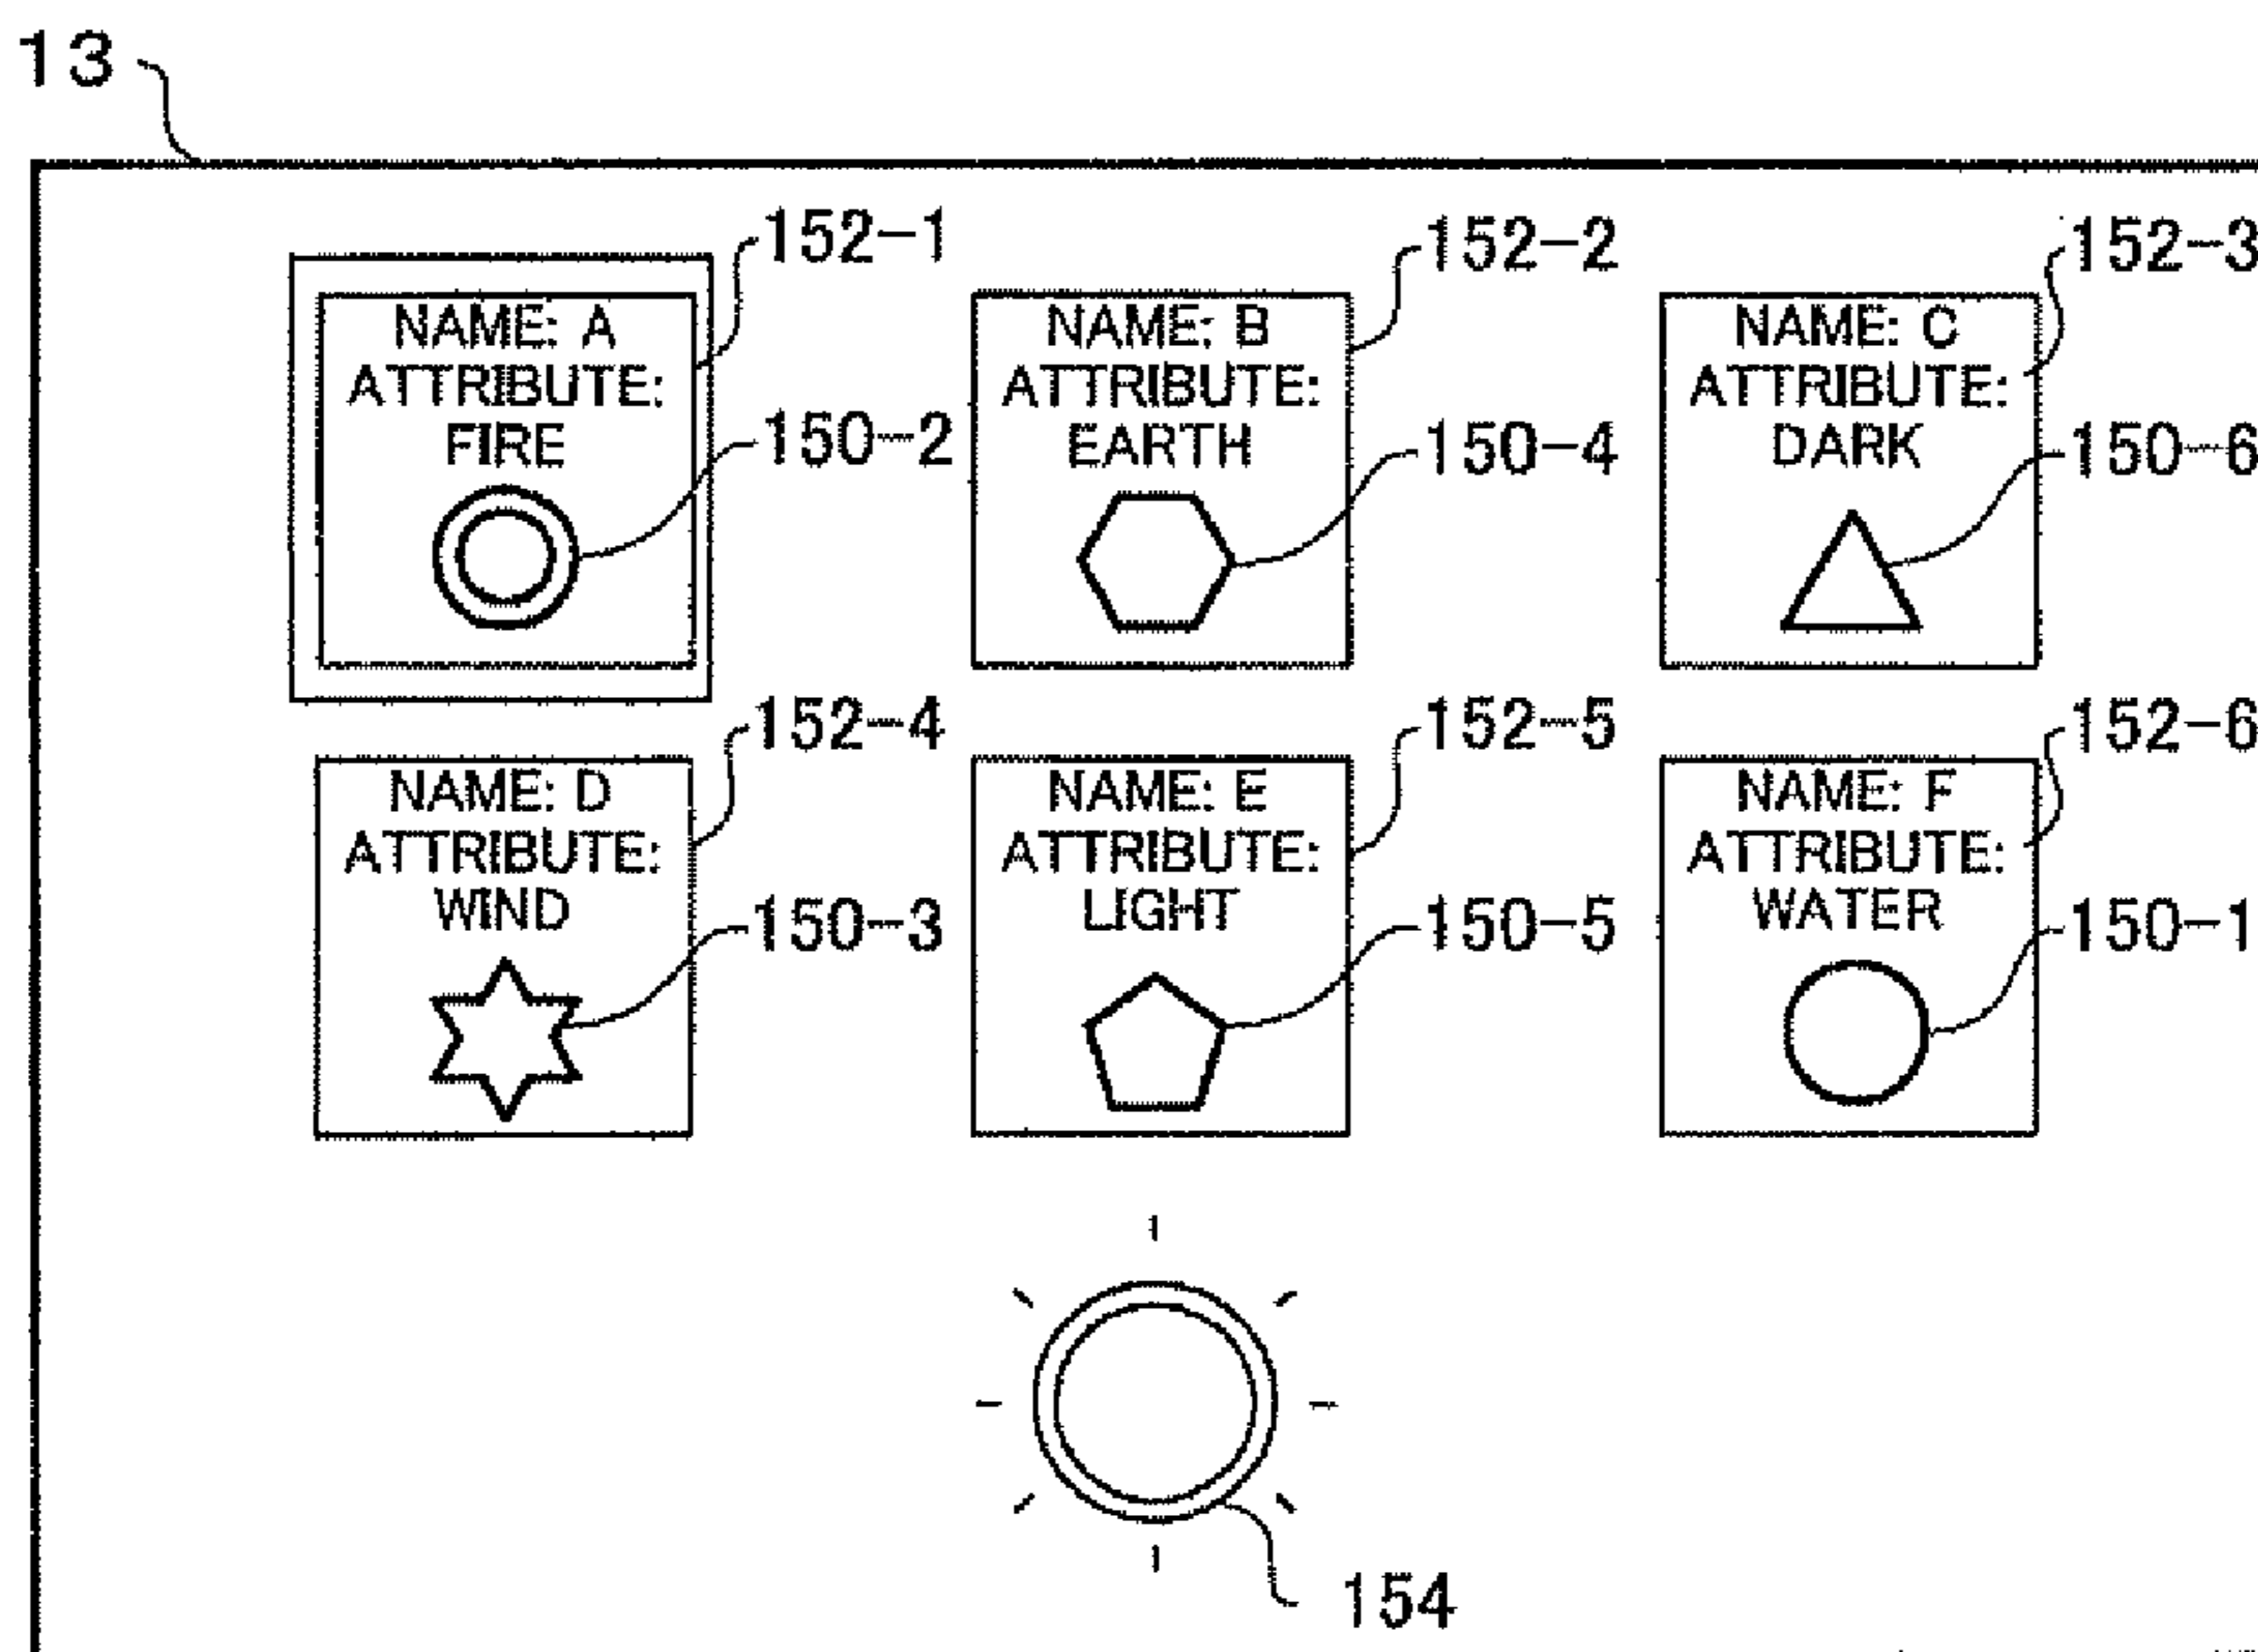 13
152-1
152-2
152-3
NAME: A
ATTRIBUTE:
FIRE
150-2
NAME: B
ATTRIBUTE:
EARTH
150-4
NAME: C
ATTRIBUTE:
DARK
150-6
152-4
152-5
152-6
NAME: D
ATTRIBUTE:
WIND
150-3
NAME: E
ATTRIBUTE:
LIGHT
150-5
NAME: F
ATTRIBUTE:
WATER
150-1
154